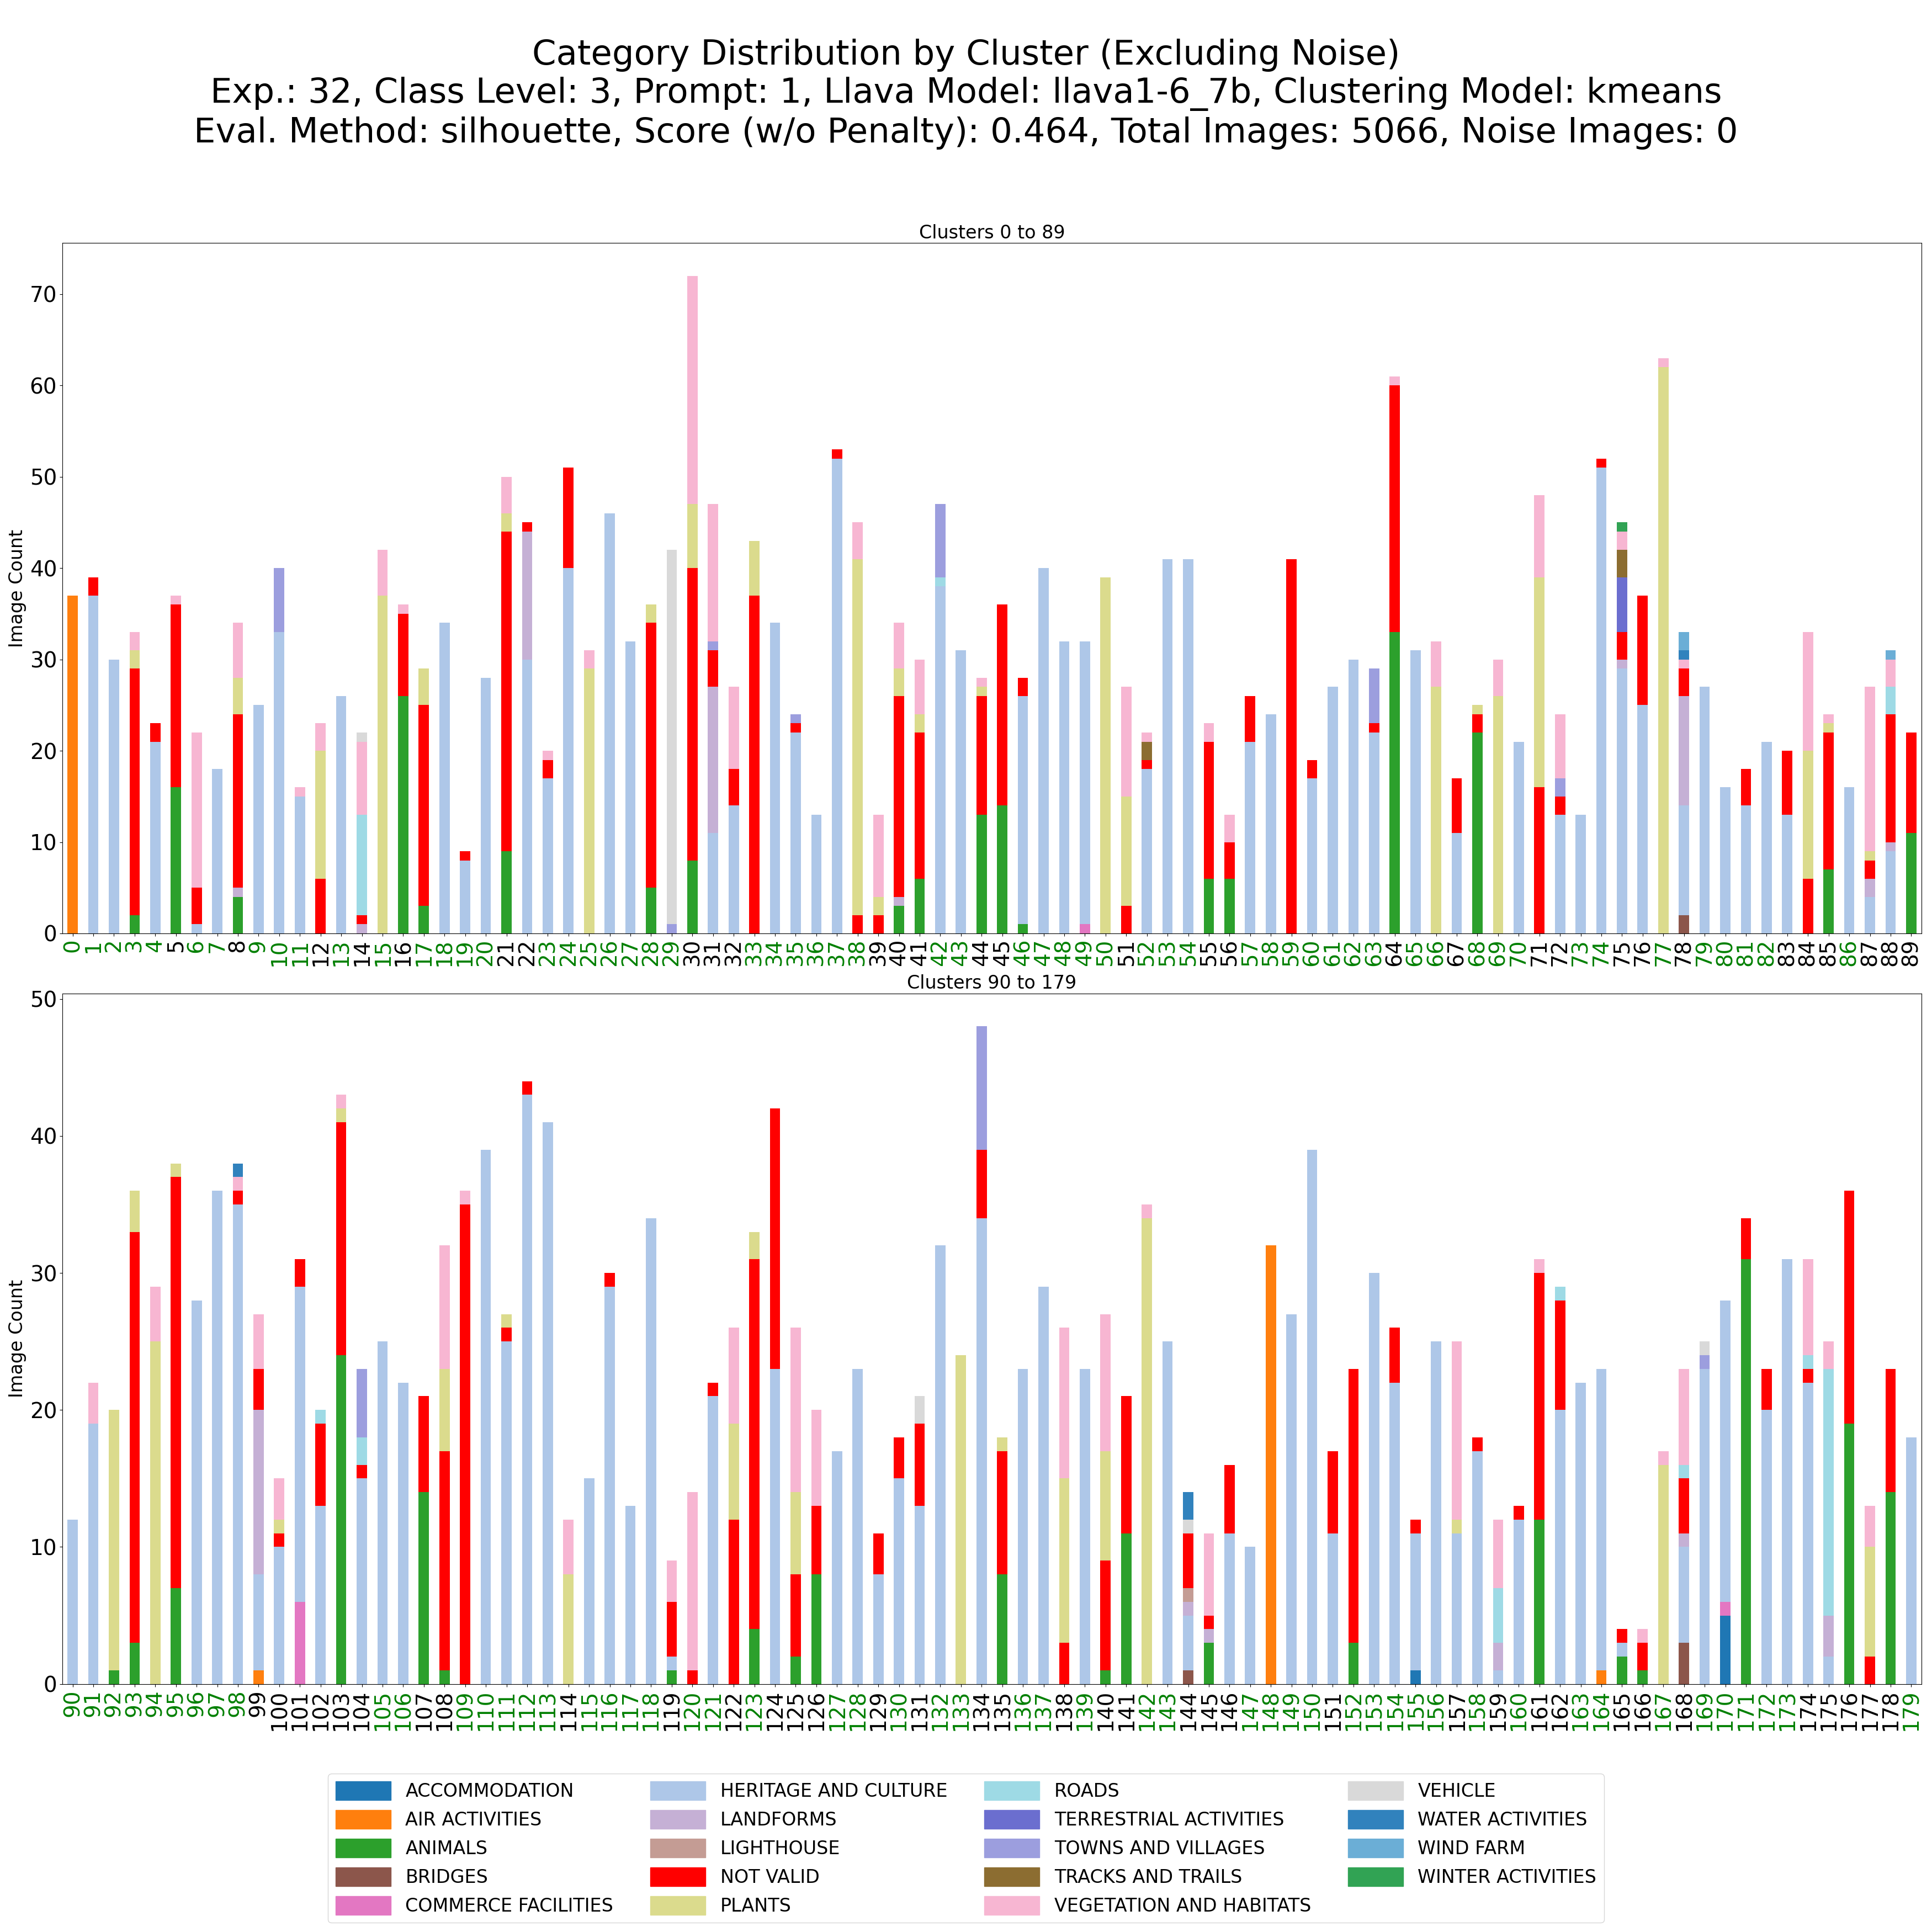 Category Distribution by Cluster (Excluding Noise)
Exp.: 32, Class Level: 3, Prompt: 1, Llava Model: llava1-6_7b, Clustering Model: kmeans
Eval. Method: silhouette, Score (w/o Penalty): 0.464, Total Images: 5066, Noise Images: 0
Clusters 0 to 89
Image Count
70
60
50
40
30
20
10
0
0 1 2 3 4 5 6 7 8 9 10 11 12 13 14 15 16 17 18 19 20 21 22 23 24 25 26 27 28 29 30 31 32 33 34 35 36 37 38 39 40 41 42 43 44 45 46 47 48 49 50 51 52 53 54 55 56 57 58 59 60 61 62 63 64 65 66 67 68 69 70 71 72 73 74 75 76 77 78 79 80 81 82 83 84 85 86 87 88 89
Clusters 90 to 179
Image Count
50
40
30
20
10
0
90 91 92 93 94 95 96 97 98 99 100 101 102 103 104 105 106 107 108 109 110 111 112 113 114 115 116 117 118 119 120 121 122 123 124 125 126 127 128 129 130 131 132 133 134 135 136 137 138 139 140 141 142 143 144 145 146 147 148 149 150 151 152 153 154 155 156 157 158 159 160 161 162 163 164 165 166 167 168 169 170 171 172 173 174 175 176 177 178 179
ACCOMMODATION
AIR ACTIVITIES
ANIMALS
BRIDGES
COMMERCE FACILITIES
HERITAGE AND CULTURE
LANDFORMS
LIGHTHOUSE
NOT VALID
PLANTS
ROADS
TERRESTRIAL ACTIVITIES
TOWNS AND VILLAGES
TRACKS AND TRAILS
VEGETATION AND HABITATS
VEHICLE
WATER ACTIVITIES
WIND FARM
WINTER ACTIVITIES